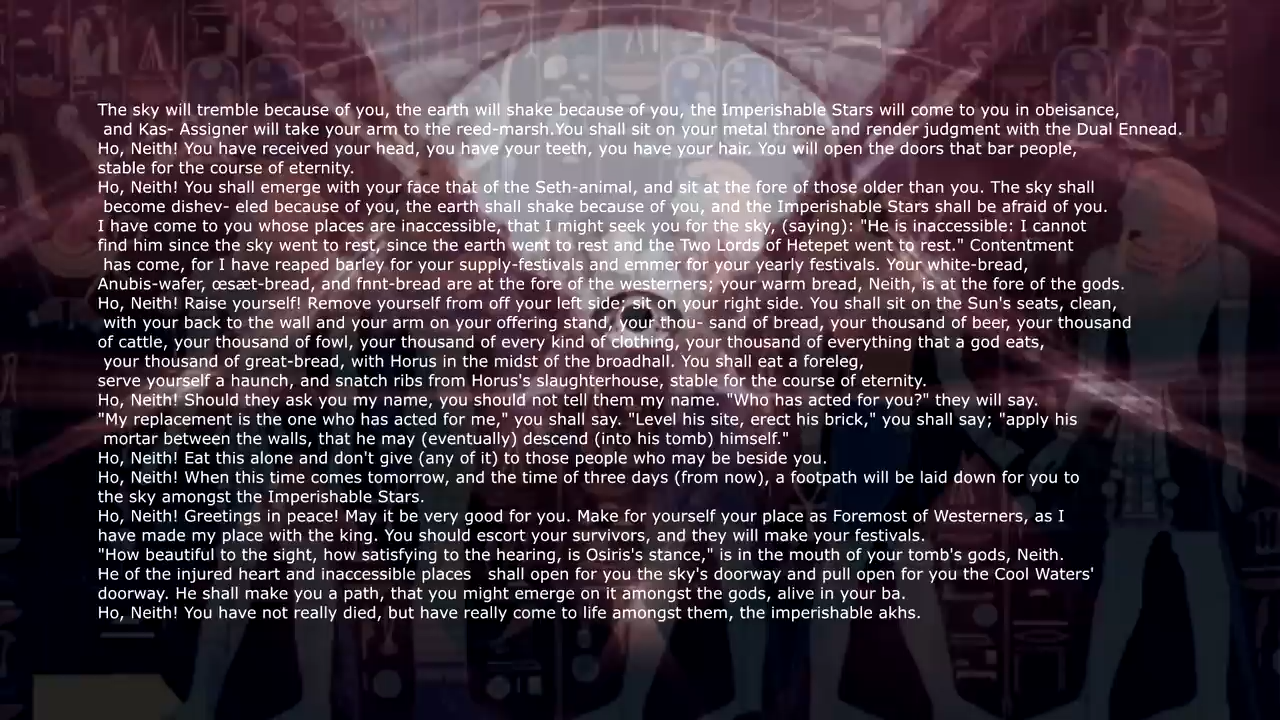 The sky will tremble because of you, the earth will shake because of you, the Imperishable Stars will come to you in obeisance,
and Kas- Assigner will take your arm to the reed-marsh.You shall sit on your metal throne and render judgment with the Dual Ennead.
Ho, Neith! You have received your head, you have your teeth, you have your hair. You will open the doors that bar people,
stable for the course of eternity.
Ho, Neith! You shall emerge with your face that of the Seth-animal, and sit at the fore of those older than you. The sky shall
become dishev- eled because of you, the earth shall shake because of you, and the Imperishable Stars shall be afraid of you.
I have come to you whose places are inaccessible, that I might seek you for the sky, (saying): "He is inaccessible: I cannot
find him since the sky went to rest, since the earth went to rest and the Two Lords of Hetepet went to rest." Contentment
has come, for I have reaped barley for your supply-festivals and emmer for your yearly festivals. Your white-bread,
Anubis-wafer, œsæt-bread, and fnnt-bread are at the fore of the westerners; your warm bread, Neith, is at the fore of the gods.
Ho, Neith! Raise yourself! Remove yourself from off your left side; sit on your right side. You shall sit on the Sun's seats, clean,
with your back to the wall and your arm on your offering stand, your thou- sand of bread, your thousand of beer, your thousand
of cattle, your thousand of fowl, your thousand of every kind of clothing, your thousand of everything that a god eats,
your thousand of great-bread, with Horus in the midst of the broadhall. You shall eat a foreleg,
serve yourself a haunch, and snatch ribs from Horus's slaughterhouse, stable for the course of eternity.
Ho, Neith! Should they ask you my name, you should not tell them my name. "Who has acted for you?" they will say.
"My replacement is the one who has acted for me," you shall say. "Level his site, erect his brick," you shall say; "apply his
mortar between the walls, that he may (eventually) descend (into his tomb) himself."
Ho, Neith! Eat this alone and don't give (any of it) to those people who may be beside you.
Ho, Neith! When this time comes tomorrow, and the time of three days (from now), a footpath will be laid down for you to
the sky amongst the Imperishable Stars.
Ho, Neith! Greetings in peace! May it be very good for you. Make for yourself your place as Foremost of Westerners, as I
have made my place with the king. You should escort your survivors, and they will make your festivals.
"How beautiful to the sight, how satisfying to the hearing, is Osiris's stance," is in the mouth of your tomb's gods, Neith.
He of the injured heart and inaccessible places   shall open for you the sky's doorway and pull open for you the Cool Waters'
doorway. He shall make you a path, that you might emerge on it amongst the gods, alive in your ba.
Ho, Neith! You have not really died, but have really come to life amongst them, the imperishable akhs.